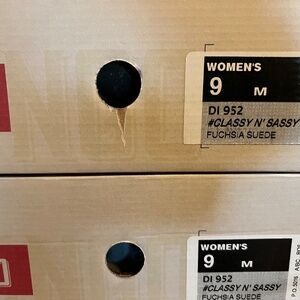 WOMEN'S
9 M
DI 952
#CLASSY N' SASSY
FUCHSIA SUEDE
WOMEN'S
9 M
DI 952
#CLASSY N' SASSY
FUCHSIA SUEDE